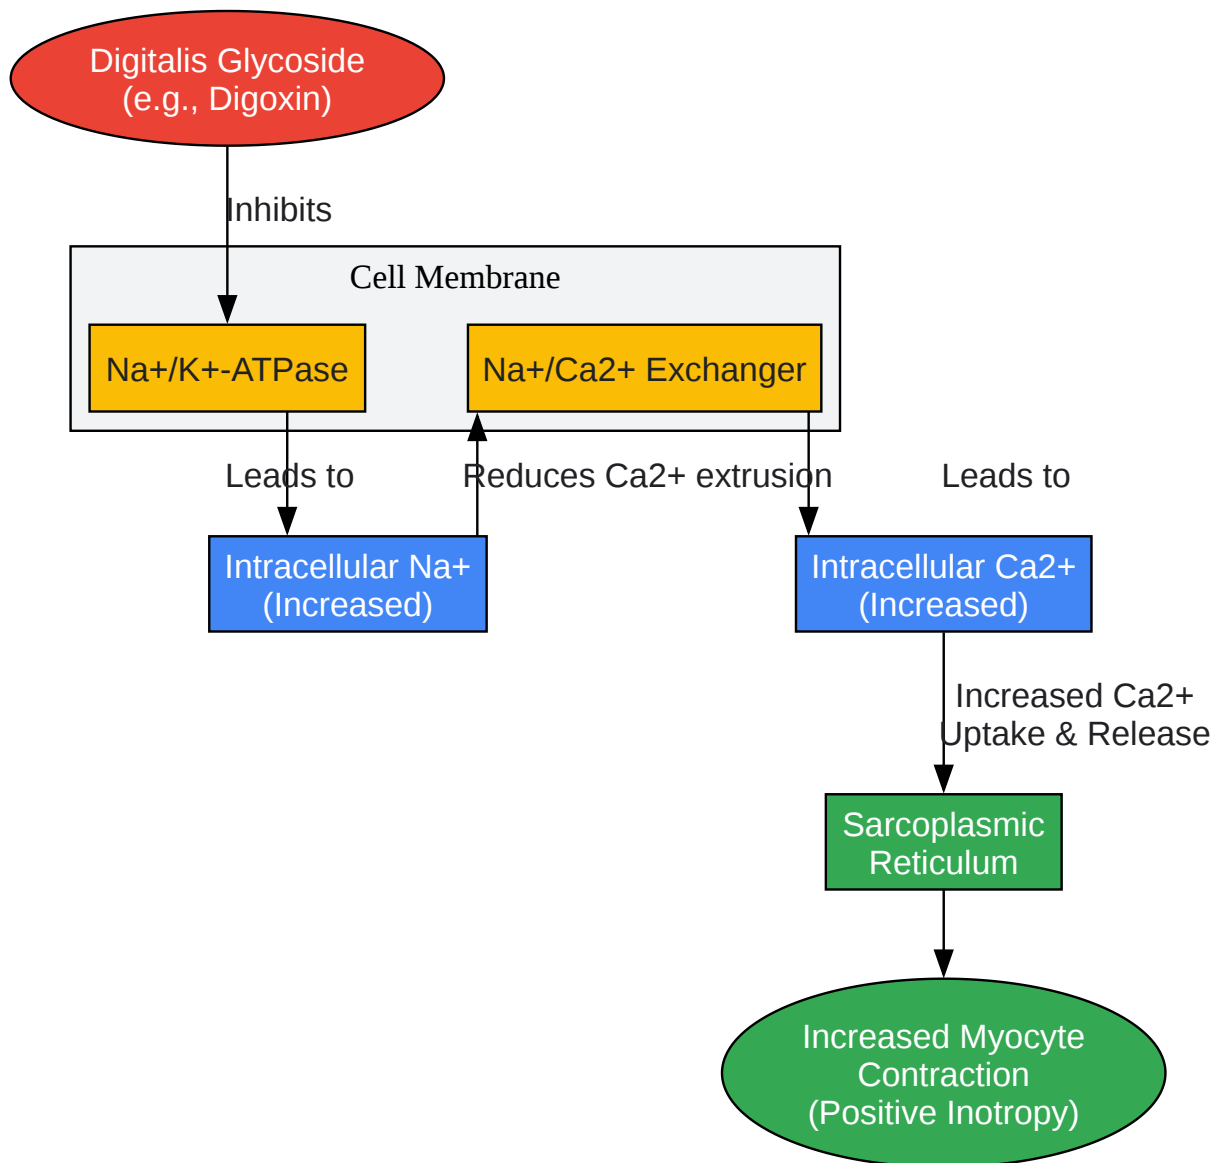 Digitalis Glycoside
(e.g., Digoxin)
Inhibits
Cell Membrane
Na+/K+-ATPase
Na+/Ca2+ Exchanger
Leads to
Reduces Ca2+ extrusion
Leads to
Intracellular Na+
(Increased)
Intracellular Ca2+
(Increased)
Increased Ca2+
Uptake & Release
Sarcoplasmic
Reticulum
Increased Myocyte
Contraction
(Positive Inotropy)